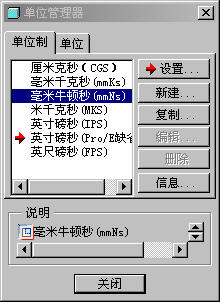 单位管理器
单位制 单位
厘米克秒(CGS)
毫米千克秒(mmKs)
毫米牛顿秒(mmNs)
米千克秒(MKS)
英寸磅秒(IPS)
英寸磅秒(Pro/E缺省
英尺磅秒(FPS)
设置...
新建...
复制...
编辑...
删除
信息...
说明
毫米牛顿秒(mmNs)
关闭